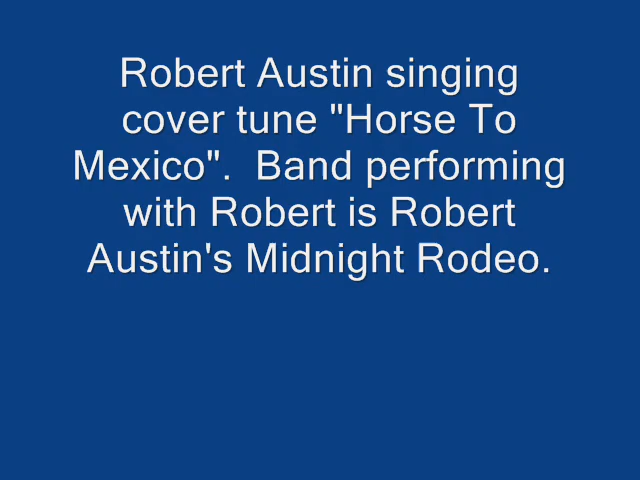 Robert Austin singing
cover tune "Horse To
Mexico".  Band performing
with Robert is Robert
Austin's Midnight Rodeo.